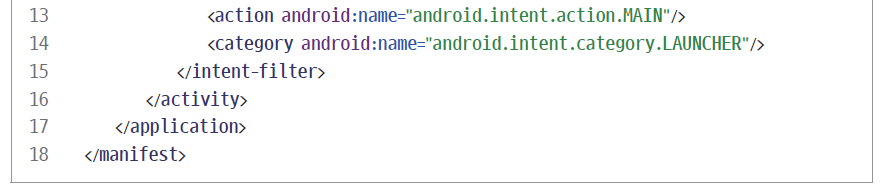 13 <action android:name="android.intent.action.MAIN"/>
14 <category android:name="android.intent.category.LAUNCHER"/>
15 </intent-filter>
16 </activity>
17 </application>
18 </manifest>